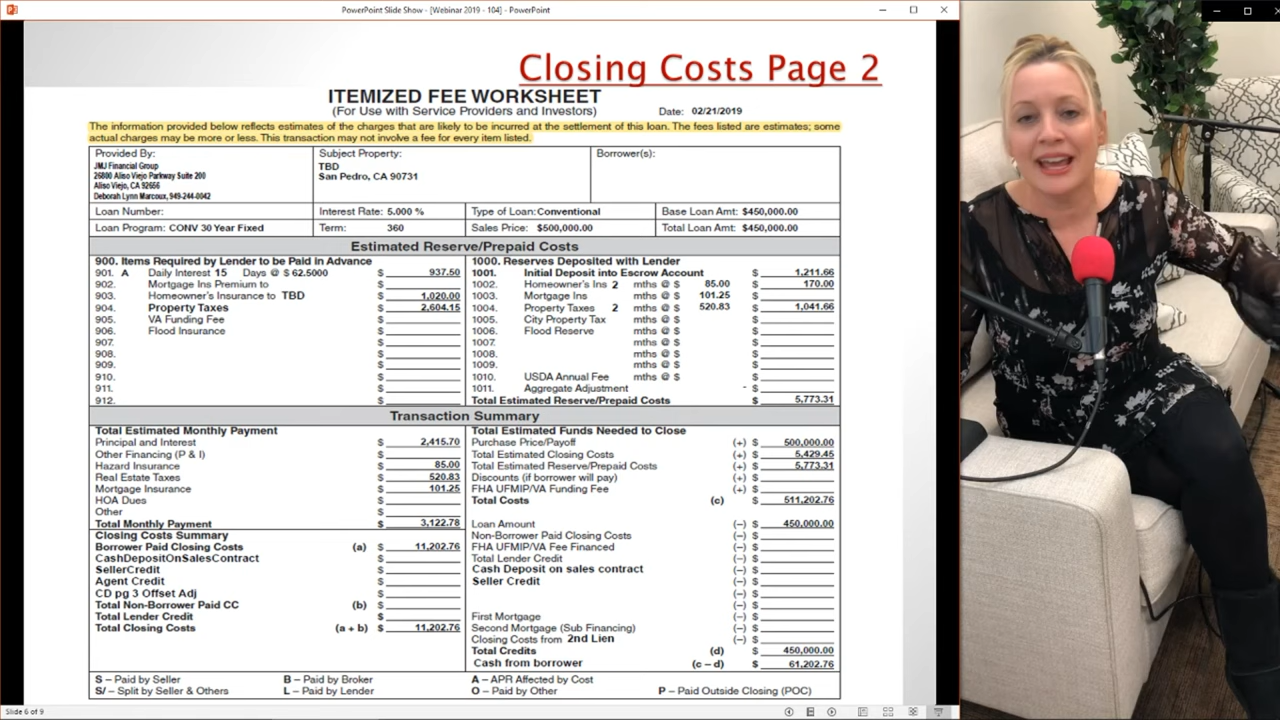 PowerPoint Slide Show - [Webinar 2019 - 104] - PowerPoint
Closing Costs Page 2
ITEMIZED FEE WORKSHEET
(For Use with Service Providers and Investors)
Date: 02/21/2019
The information provided below reflects estimates of the charges that are likely to be incurred at the settlement of this loan. The fees listed are estimates; some
actual charges may be more or less. This transaction may not involve a fee for every item listed.
Provided By:
JMJ Financial Group
26800 Aliso Viejo Parkway Suite 200
Aliso Viejo, CA 92656
Deborah Lynn Marcoux, 949-244-0042
Subject Property:
TBD
San Pedro, CA 90731
Borrower(s):
Loan Number:
Interest Rate: 5.000 %
Type of Loan: Conventional
Base Loan Amt: $450,000.00
Loan Program: CONV 30 Year Fixed
Term: 360
Sales Price: $500,000.00
Total Loan Amt: $450,000.00
Estimated Reserve/Prepaid Costs
900. Items Required by Lender to be Paid in Advance
901. A Daily Interest 15 Days @ $ 62.5000 $ 937.50
902. Mortgage Ins Premium to $
903. Homeowner's Insurance to TBD $ 1,020.00
904. Property Taxes $ 2,604.15
905. VA Funding Fee $
906. Flood Insurance $
907. $
908. $
909. $
910. $
911. $
912. $
1000. Reserves Deposited with Lender
1001. Initial Deposit into Escrow Account $ 1,211.66
1002. Homeowner's Ins 2 mths @ $ 85.00 $ 170.00
1003. Mortgage Ins mths @ $ 101.25 $
1004. Property Taxes 2 mths @ $ 520.83 $ 1,041.66
1005. City Property Tax mths @ $ $
1006. Flood Reserve mths @ $ $
1007. mths @ $ $
1008. mths @ $ $
1009. mths @ $ $
1010. USDA Annual Fee mths @ $ $
1011. Aggregate Adjustment - $
Total Estimated Reserve/Prepaid Costs $ 5,773.31
Transaction Summary
Total Estimated Monthly Payment
Principal and Interest $ 2,415.70
Other Financing (P & I) $
Hazard Insurance $ 85.00
Real Estate Taxes $ 520.83
Mortgage Insurance $ 101.25
HOA Dues $
Other $
Total Monthly Payment $ 3,122.78
Closing Costs Summary
Borrower Paid Closing Costs (a) $ 11,202.76
CashDepositOnSalesContract $
SellerCredit $
Agent Credit $
CD pg 3 Offset Adj $
Total Non-Borrower Paid CC (b) $
Total Lender Credit $
Total Closing Costs (a + b) $ 11,202.76
Total Estimated Funds Needed to Close
Purchase Price/Payoff (+) $ 500,000.00
Total Estimated Closing Costs (+) $ 5,429.45
Total Estimated Reserve/Prepaid Costs (+) $ 5,773.31
Discounts (if borrower will pay) (+) $
FHA UFMIP/VA Funding Fee (+) $
Total Costs (c) $ 511,202.76
Loan Amount (−) $ 450,000.00
Non-Borrower Paid Closing Costs (−) $
FHA UFMIP/VA Fee Financed (−) $
Total Lender Credit (−) $
Cash Deposit on sales contract (−) $
Seller Credit (−) $
(−) $
(−) $
First Mortgage (−) $
Second Mortgage (Sub Financing) (−) $
Closing Costs from 2nd Lien (−) $
Total Credits (d) $ 450,000.00
Cash from borrower (c − d) $ 61,202.76
S – Paid by Seller
B – Paid by Broker
A – APR Affected by Cost
S/ – Split by Seller & Others
L – Paid by Lender
O – Paid by Other
P – Paid Outside Closing (POC)
Slide 6 of 9